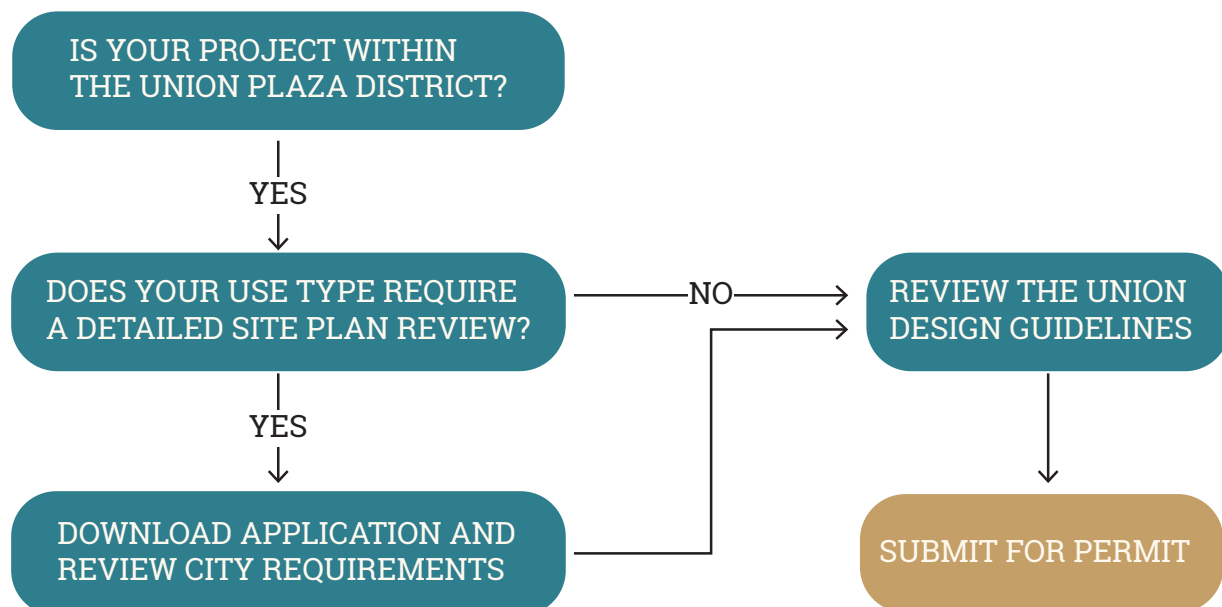 IS YOUR PROJECT WITHIN
THE UNION PLAZA DISTRICT?
YES
DOES YOUR USE TYPE REQUIRE
A DETAILED SITE PLAN REVIEW?
NO
REVIEW THE UNION
DESIGN GUIDELINES
YES
DOWNLOAD APPLICATION AND
REVIEW CITY REQUIREMENTS
SUBMIT FOR PERMIT